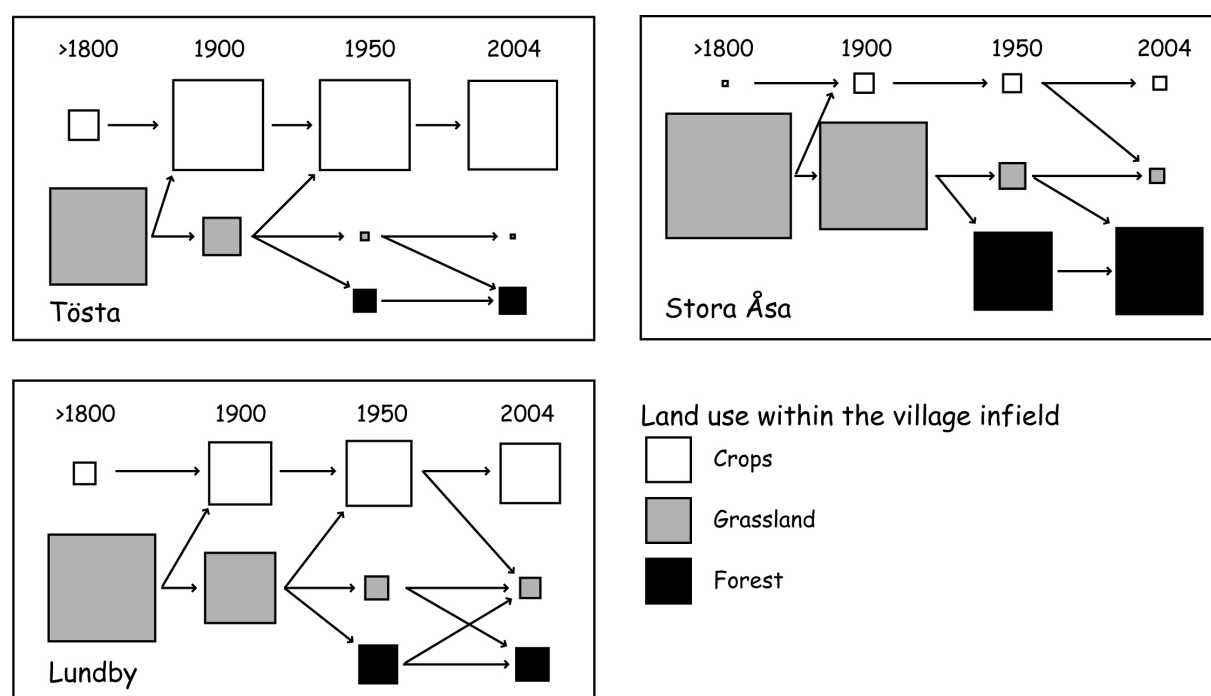 >1800 1900 1950 2004
Tösta
>1800 1900 1950 2004
Stora Åsa
>1800 1900 1950 2004
Lundby
Land use within the village infield
Crops
Grassland
Forest